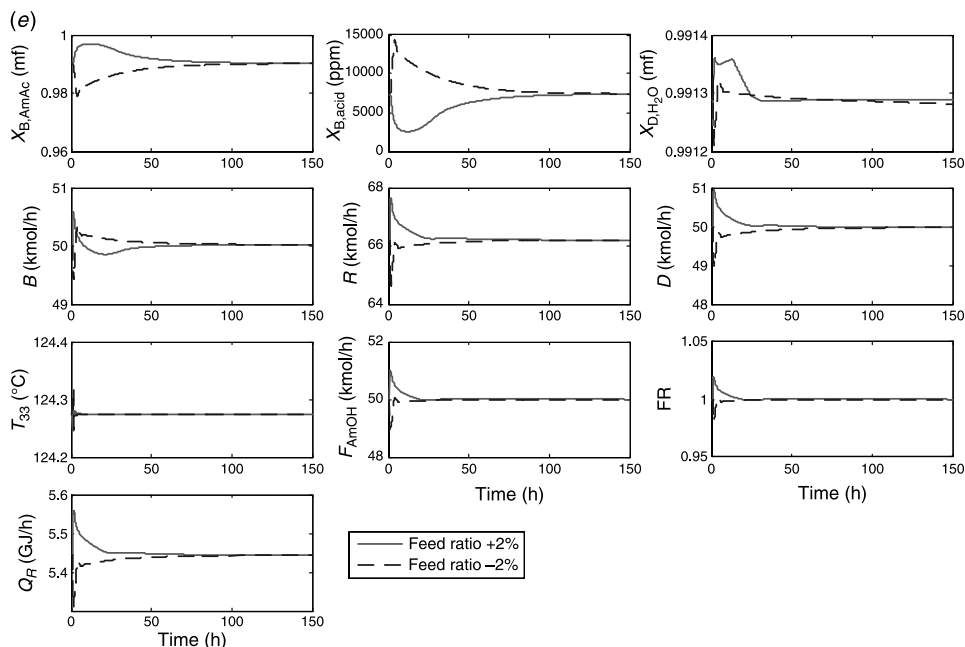 (e)
X_B,AmAc (mf)
1
0.98
0.96
0 50 100 150
X_B,acid (ppm)
15000
10000
5000
0
0 50 100 150
X_D,H₂O (mf)
0.9914
0.9913
0.9912
0 50 100 150
B (kmol/h)
51
50
49
0 50 100 150
R (kmol/h)
68
66
64
0 50 100 150
D (kmol/h)
51
50
49
48
0 50 100 150
T₃₃ (°C)
124.4
124.3
124.2
0 50 100 150
F_AmOH (kmol/h)
52
50
48
0 50 100 150
Time (h)
FR
1.05
1
0.95
0 50 100 150
Time (h)
Q_R (GJ/h)
5.6
5.5
5.4
0 50 100 150
Time (h)
Feed ratio +2%
Feed ratio −2%